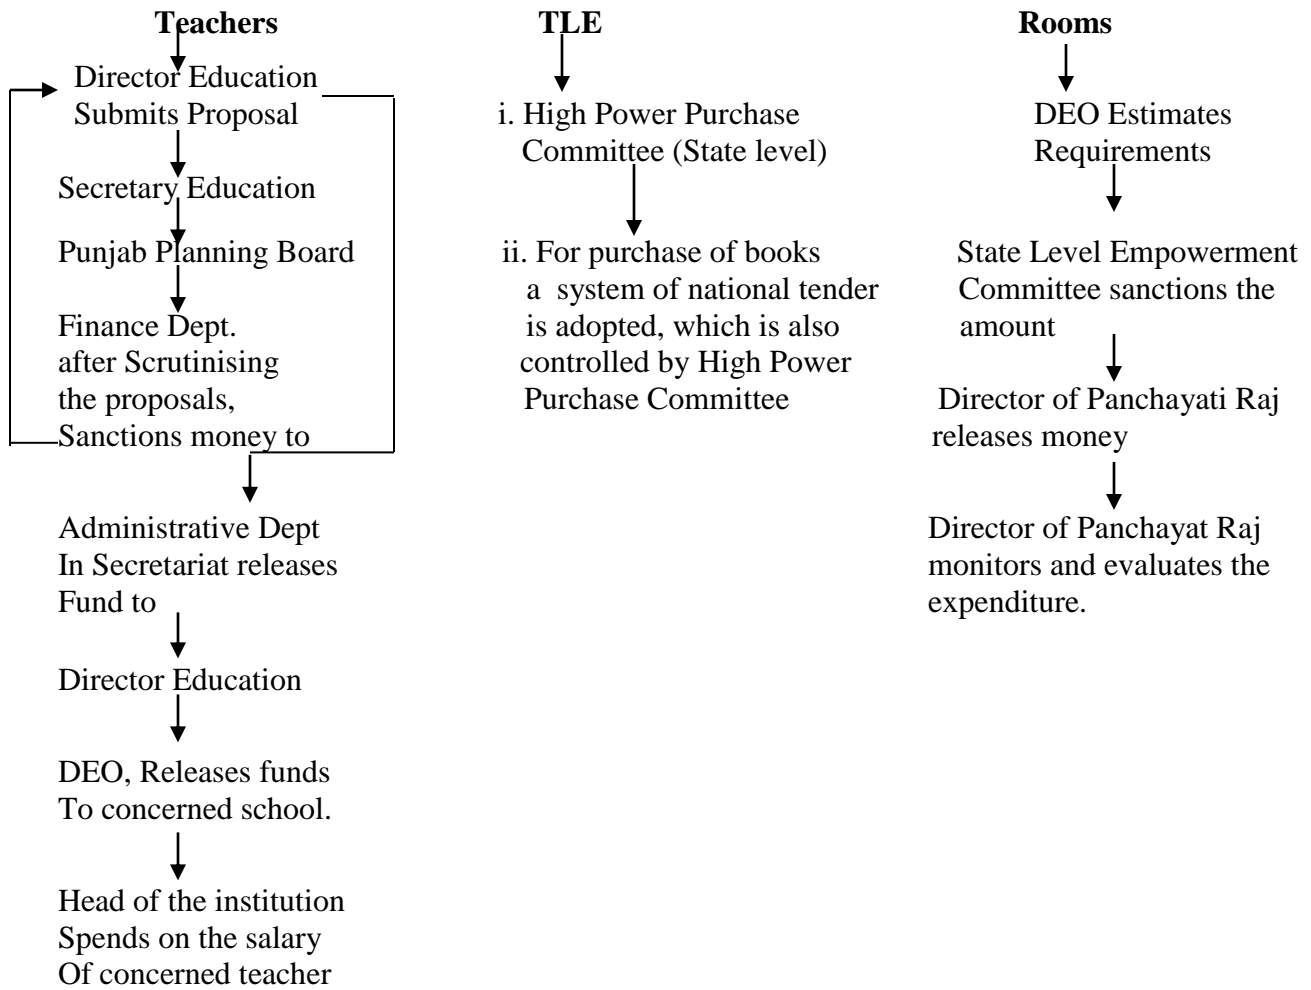 Teachers
Director Education
Submits Proposal
Secretary Education
Punjab Planning Board
Finance Dept.
after Scrutinising
the proposals,
Sanctions money to
Administrative Dept
In Secretariat releases
Fund to
Director Education
DEO, Releases funds
To concerned school.
Head of the institution
Spends on the salary
Of concerned teacher
TLE
i. High Power Purchase
Committee (State level)
ii. For purchase of books
a system of national tender
is adopted, which is also
controlled by High Power
Purchase Committee
Rooms
DEO Estimates
Requirements
State Level Empowerment
Committee sanctions the
amount
Director of Panchayati Raj
releases money
Director of Panchayat Raj
monitors and evaluates the
expenditure.